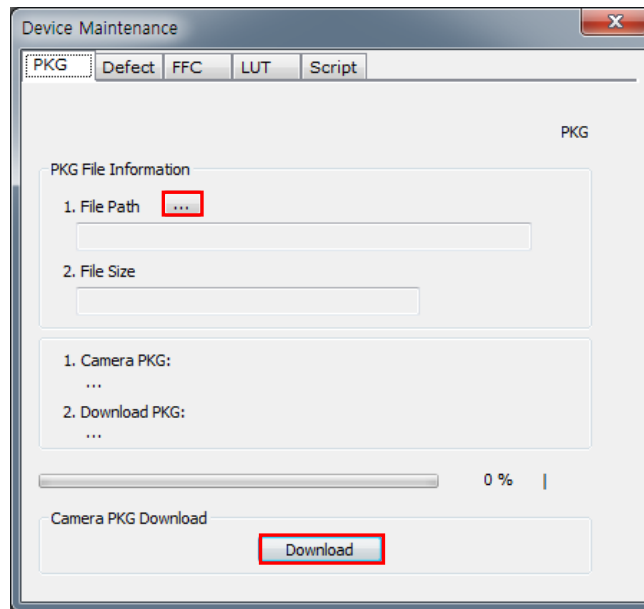 Device Maintenance
x
PKG Defect FFC LUT Script
PKG
PKG File Information
1. File Path ...
2. File Size
1. Camera PKG:
...
2. Download PKG:
...
0 %
Camera PKG Download
Download